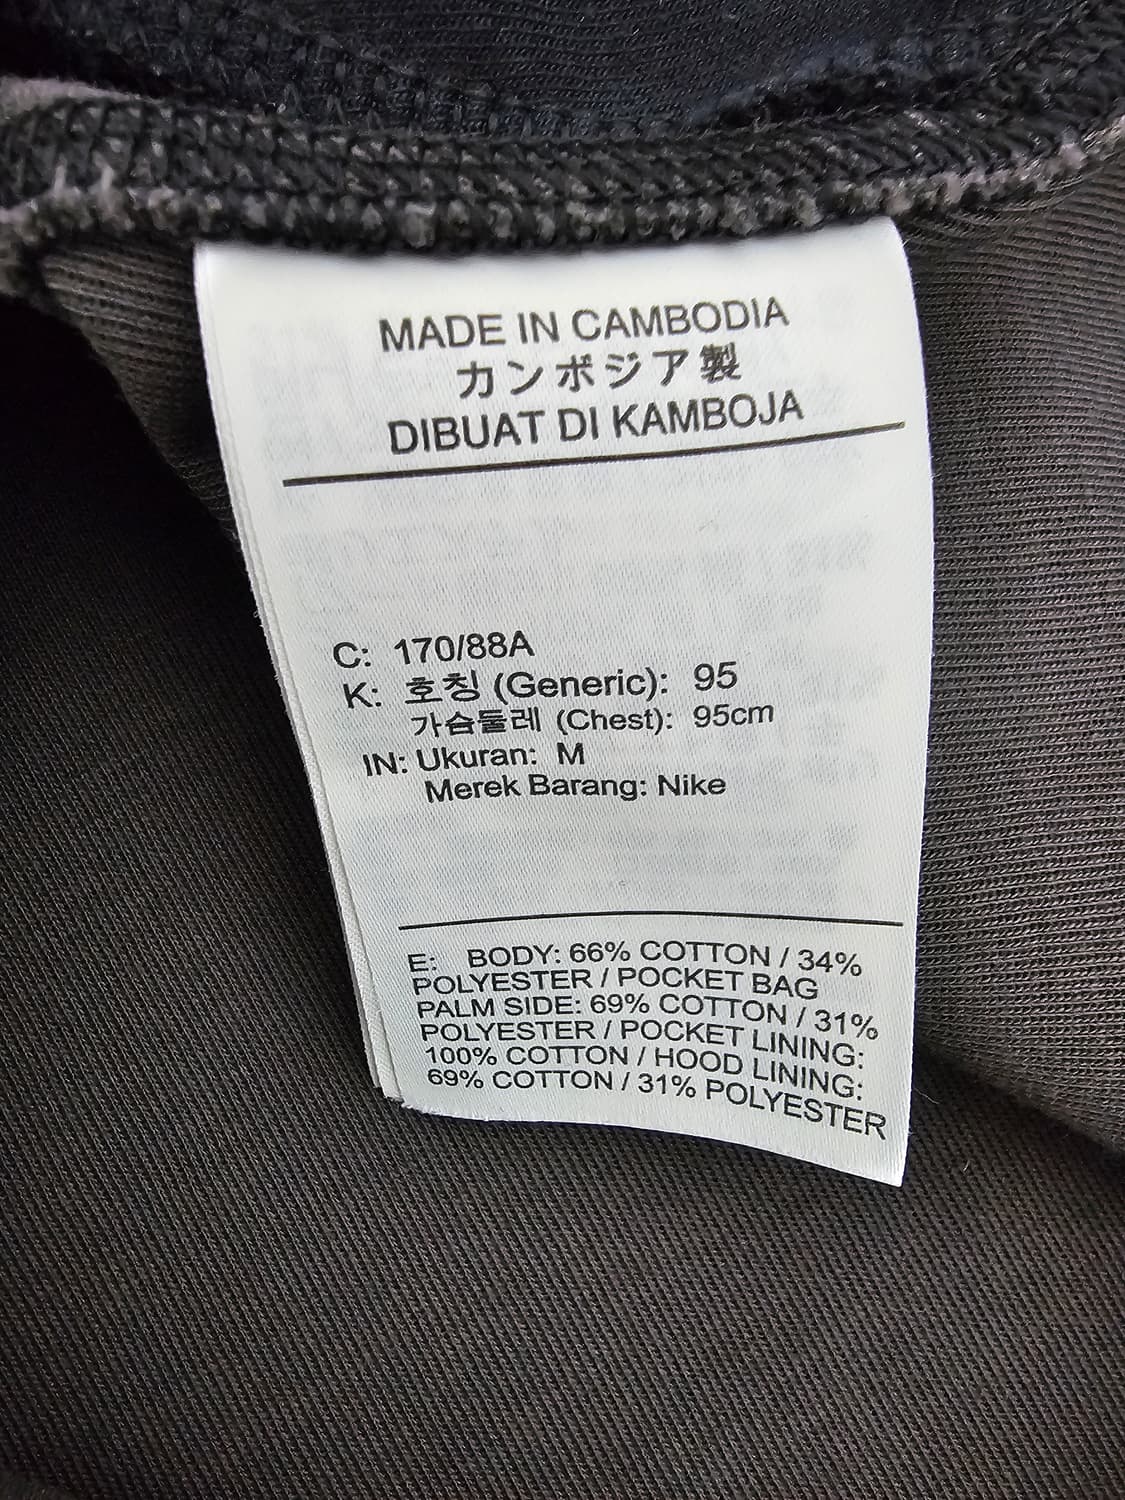 MADE IN CAMBODIA
カンボジア製
DIBUAT DI KAMBOJA
C: 170/88A
K: 호칭 (Generic): 95
가슴둘레 (Chest): 95cm
IN: Ukuran: M
Merek Barang: Nike
E: BODY: 66% COTTON / 34%
POLYESTER / POCKET BAG
PALM SIDE: 69% COTTON / 31%
POLYESTER / POCKET LINING:
100% COTTON / HOOD LINING:
69% COTTON / 31% POLYESTER